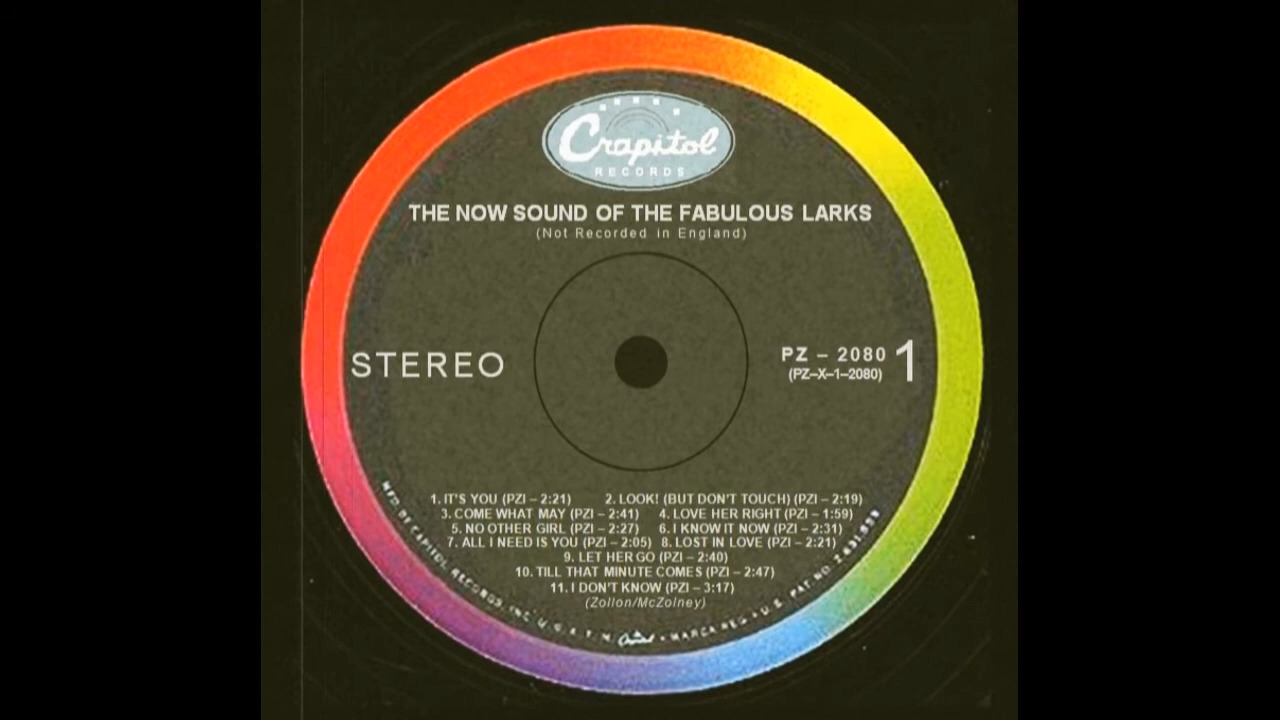 Crapitol
RECORDS
THE NOW SOUND OF THE FABULOUS LARKS
(Not Recorded in England)
STEREO
PZ – 2080 1
(PZ–X–1–2080)
1. IT'S YOU (PZI – 2:21) 2. LOOK! (BUT DON'T TOUCH) (PZI – 2:19)
3. COME WHAT MAY (PZI – 2:41) 4. LOVE HER RIGHT (PZI – 1:59)
5. NO OTHER GIRL (PZI – 2:27) 6. I KNOW IT NOW (PZI – 2:31)
7. ALL I NEED IS YOU (PZI – 2:05) 8. LOST IN LOVE (PZI – 2:21)
9. LET HER GO (PZI – 2:40)
10. TILL THAT MINUTE COMES (PZI – 2:47)
11. I DON'T KNOW (PZI – 3:17)
(Zollon/McZolney)
MFD. BY CAPITOL RECORDS, INC. U. S. A. Capitol • MARCA REG. • U.S. PAT. NO.